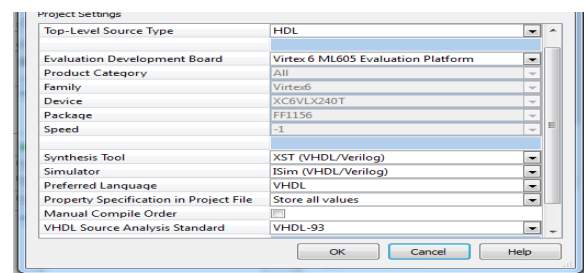 Project Settings
Top-Level Source Type HDL
Evaluation Development Board Virtex 6 ML605 Evaluation Platform
Product Category All
Family Virtex6
Device XC6VLX240T
Package FF1156
Speed -1
Synthesis Tool XST (VHDL/Verilog)
Simulator ISim (VHDL/Verilog)
Preferred Language VHDL
Property Specification in Project File Store all values
Manual Compile Order
VHDL Source Analysis Standard VHDL-93
OK Cancel Help